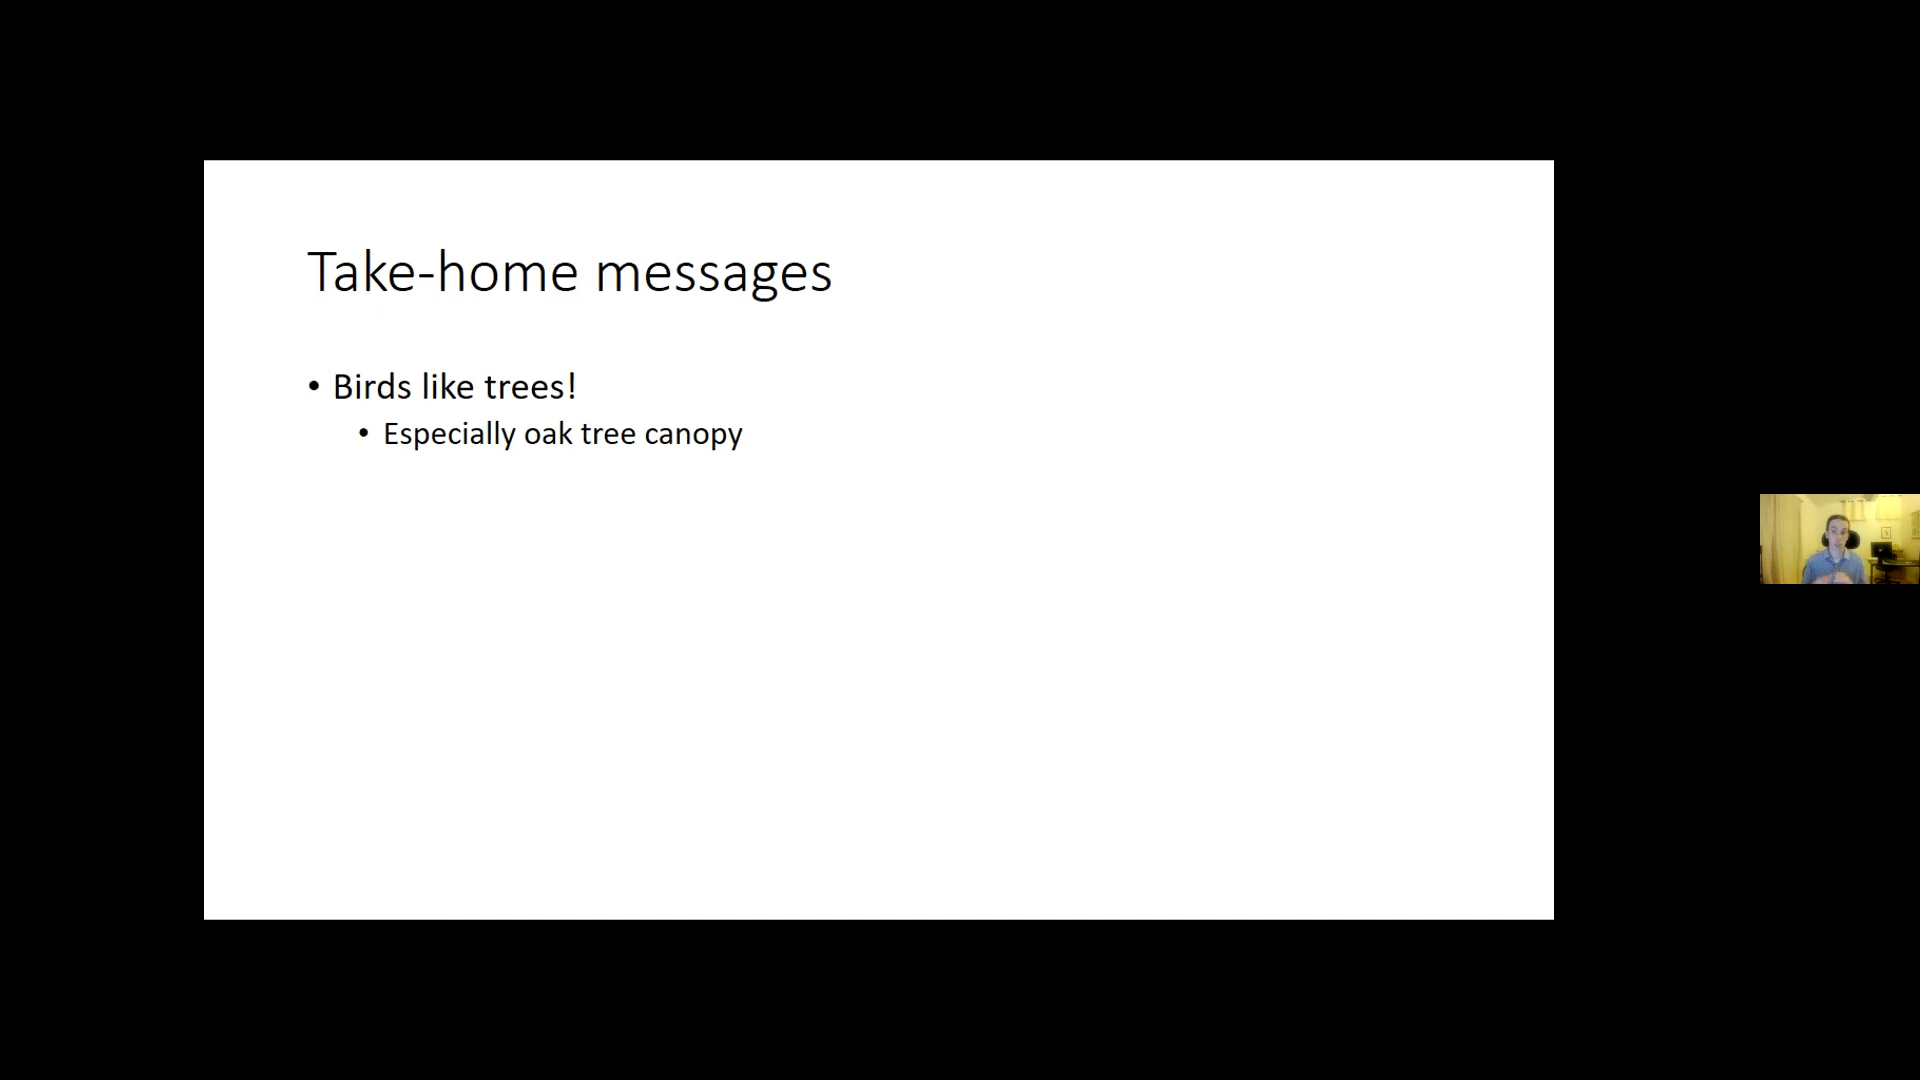 Take-home messages
• Birds like trees!
• Especially oak tree canopy